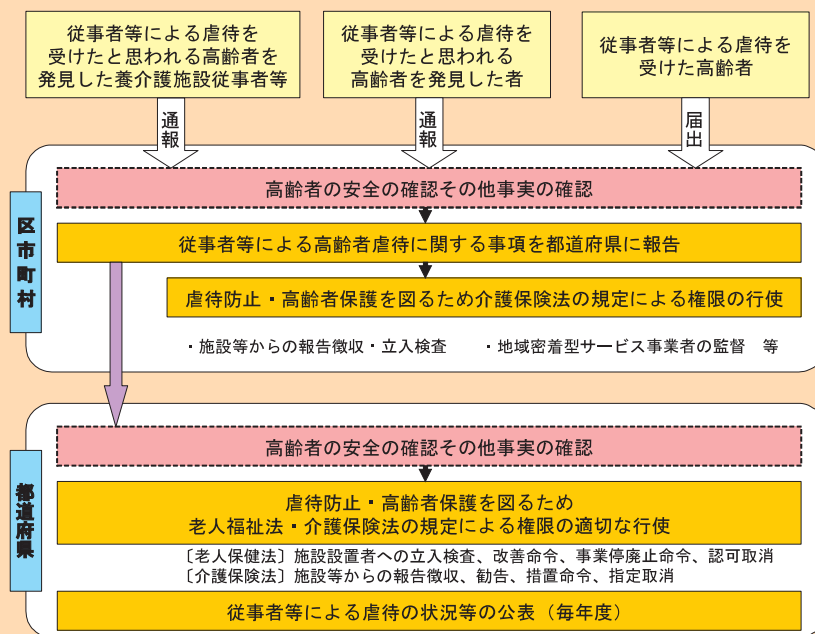 従事者等による虐待を
受けたと思われる高齢者を
発見した養介護施設従事者等
従事者等による虐待を
受けたと思われる
高齢者を発見した者
従事者等による虐待を
受けた高齢者
通報
通報
届出
区市町村
高齢者の安全の確認その他事実の確認
従事者等による高齢者虐待に関する事項を都道府県に報告
虐待防止・高齢者保護を図るため介護保険法の規定による権限の行使
・施設等からの報告徴収・立入検査　・地域密着型サービス事業者の監督　等
都道府県
高齢者の安全の確認その他事実の確認
虐待防止・高齢者保護を図るため
老人福祉法・介護保険法の規定による権限の適切な行使
〔老人保健法〕施設設置者への立入検査、改善命令、事業停廃止命令、認可取消
〔介護保険法〕施設等からの報告徴収、勧告、措置命令、指定取消
従事者等による虐待の状況等の公表（毎年度）